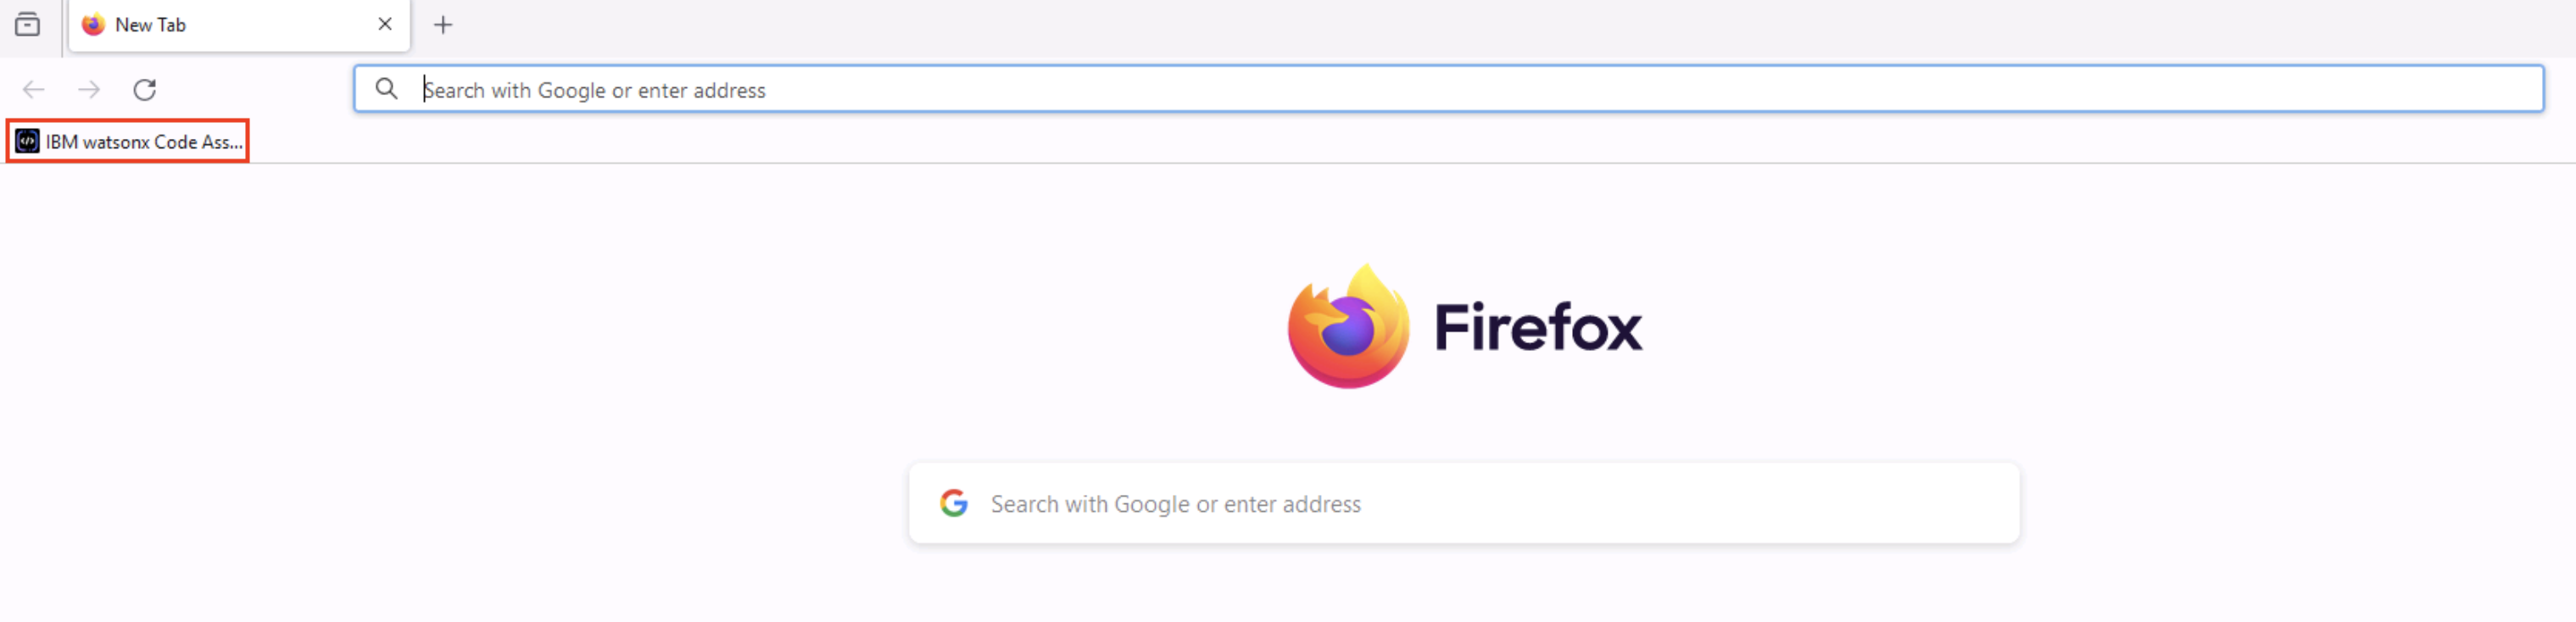 New Tab
Search with Google or enter address
IBM watsonx Code Ass...
Firefox
Search with Google or enter address